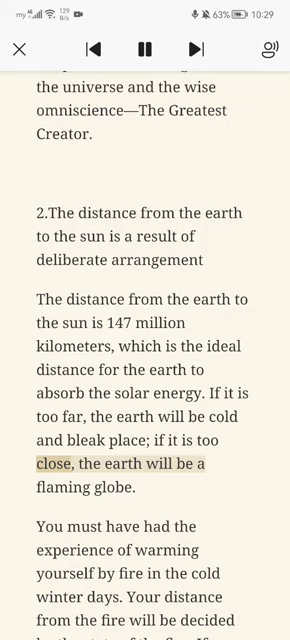 my 4G 129 B/s 63% 10:29
the universe and the wise
omniscience—The Greatest
Creator.
2.The distance from the earth
to the sun is a result of
deliberate arrangement
The distance from the earth to
the sun is 147 million
kilometers, which is the ideal
distance for the earth to
absorb the solar energy. If it is
too far, the earth will be cold
and bleak place; if it is too
close, the earth will be a
flaming globe.
You must have had the
experience of warming
yourself by fire in the cold
winter days. Your distance
from the fire will be decided